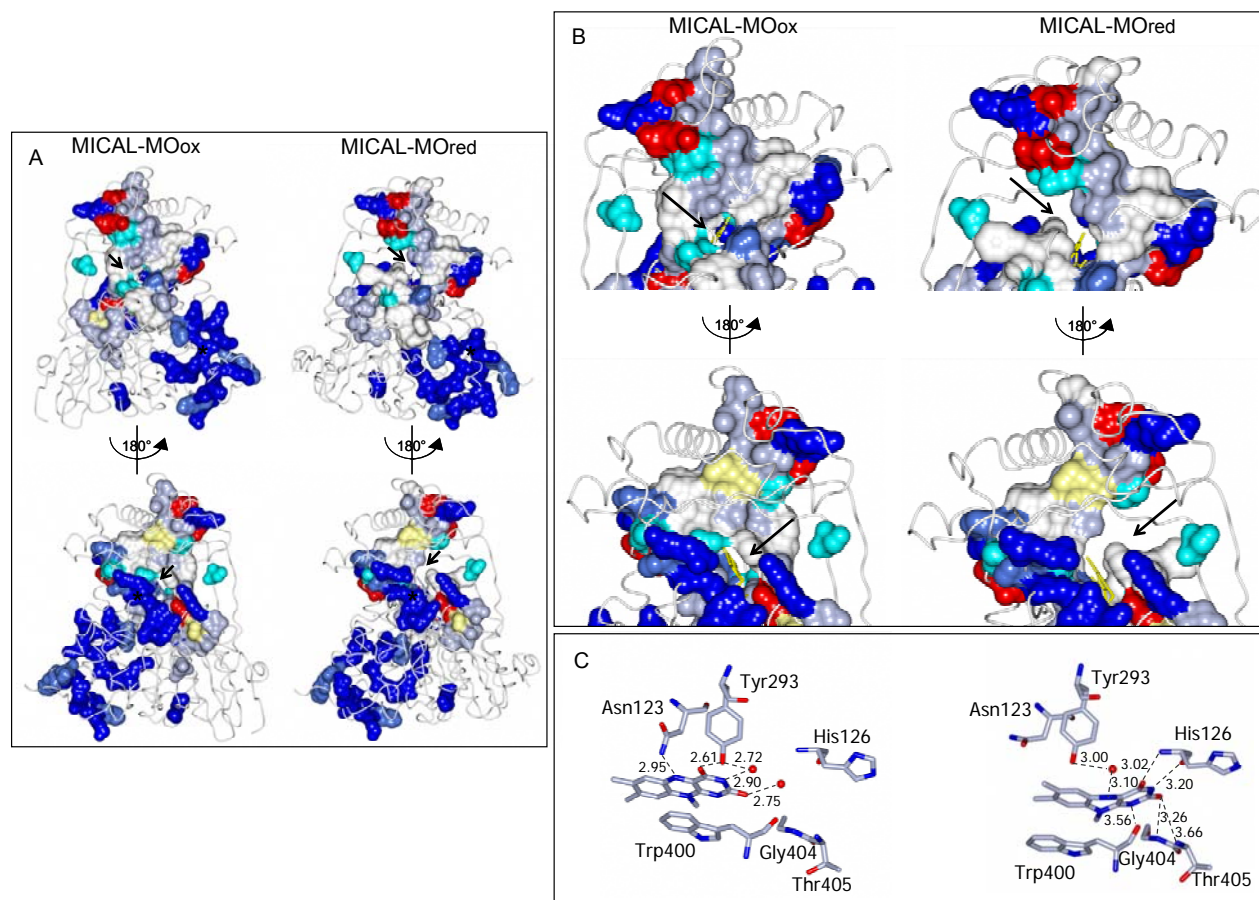 A
MICAL-MOox
MICAL-MOred
*
*
180°
180°
*
*
B
MICAL-MOox
MICAL-MOred
180°
180°
C
Tyr293
Asn123
His126
2.61
2.72
2.95
2.90
2.75
Trp400
Gly404
Thr405
Tyr293
Asn123
His126
3.00
3.02
3.10
3.20
3.56
3.26
3.66
Trp400
Gly404
Thr405